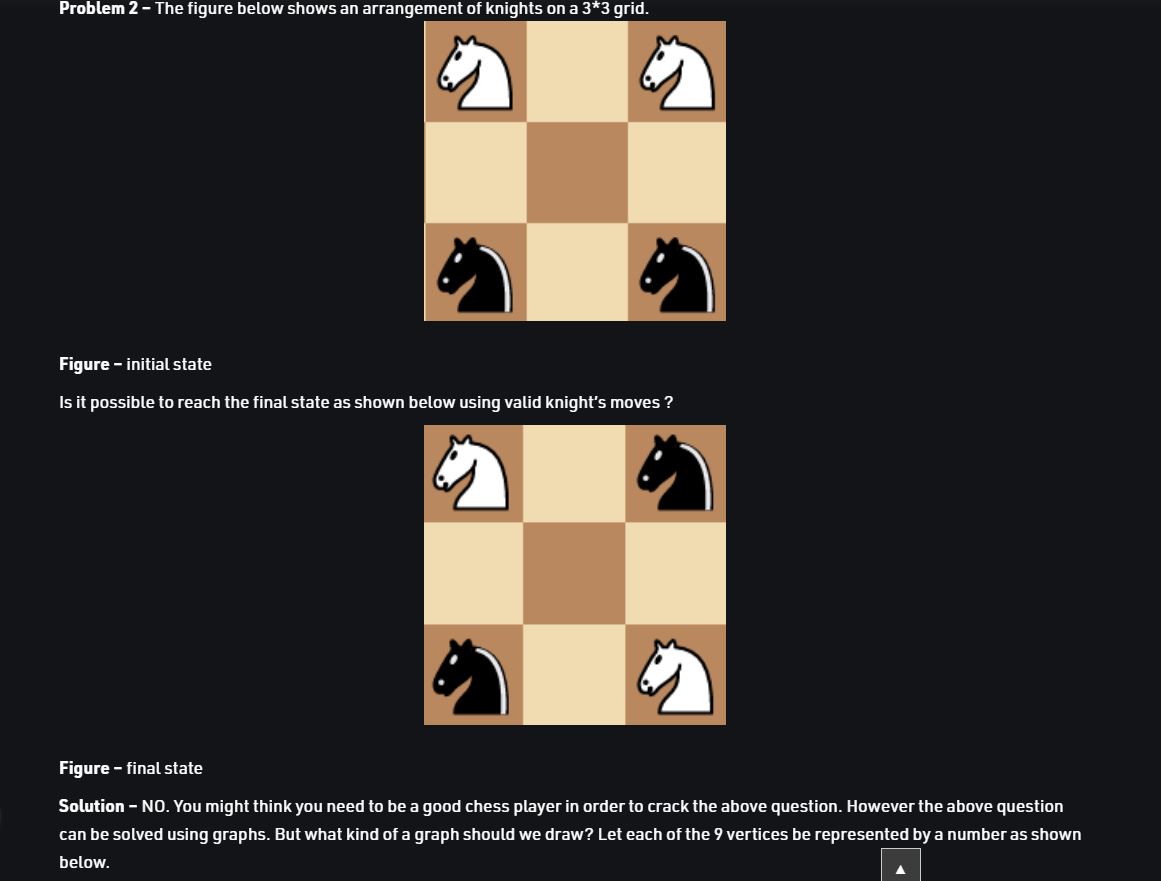 Problem 2 – The figure below shows an arrangement of knights on a 3*3 grid.
Figure – initial state
Is it possible to reach the final state as shown below using valid knight’s moves ?
Figure – final state
Solution – NO. You might think you need to be a good chess player in order to crack the above question. However the above question
can be solved using graphs. But what kind of a graph should we draw? Let each of the 9 vertices be represented by a number as shown
below.